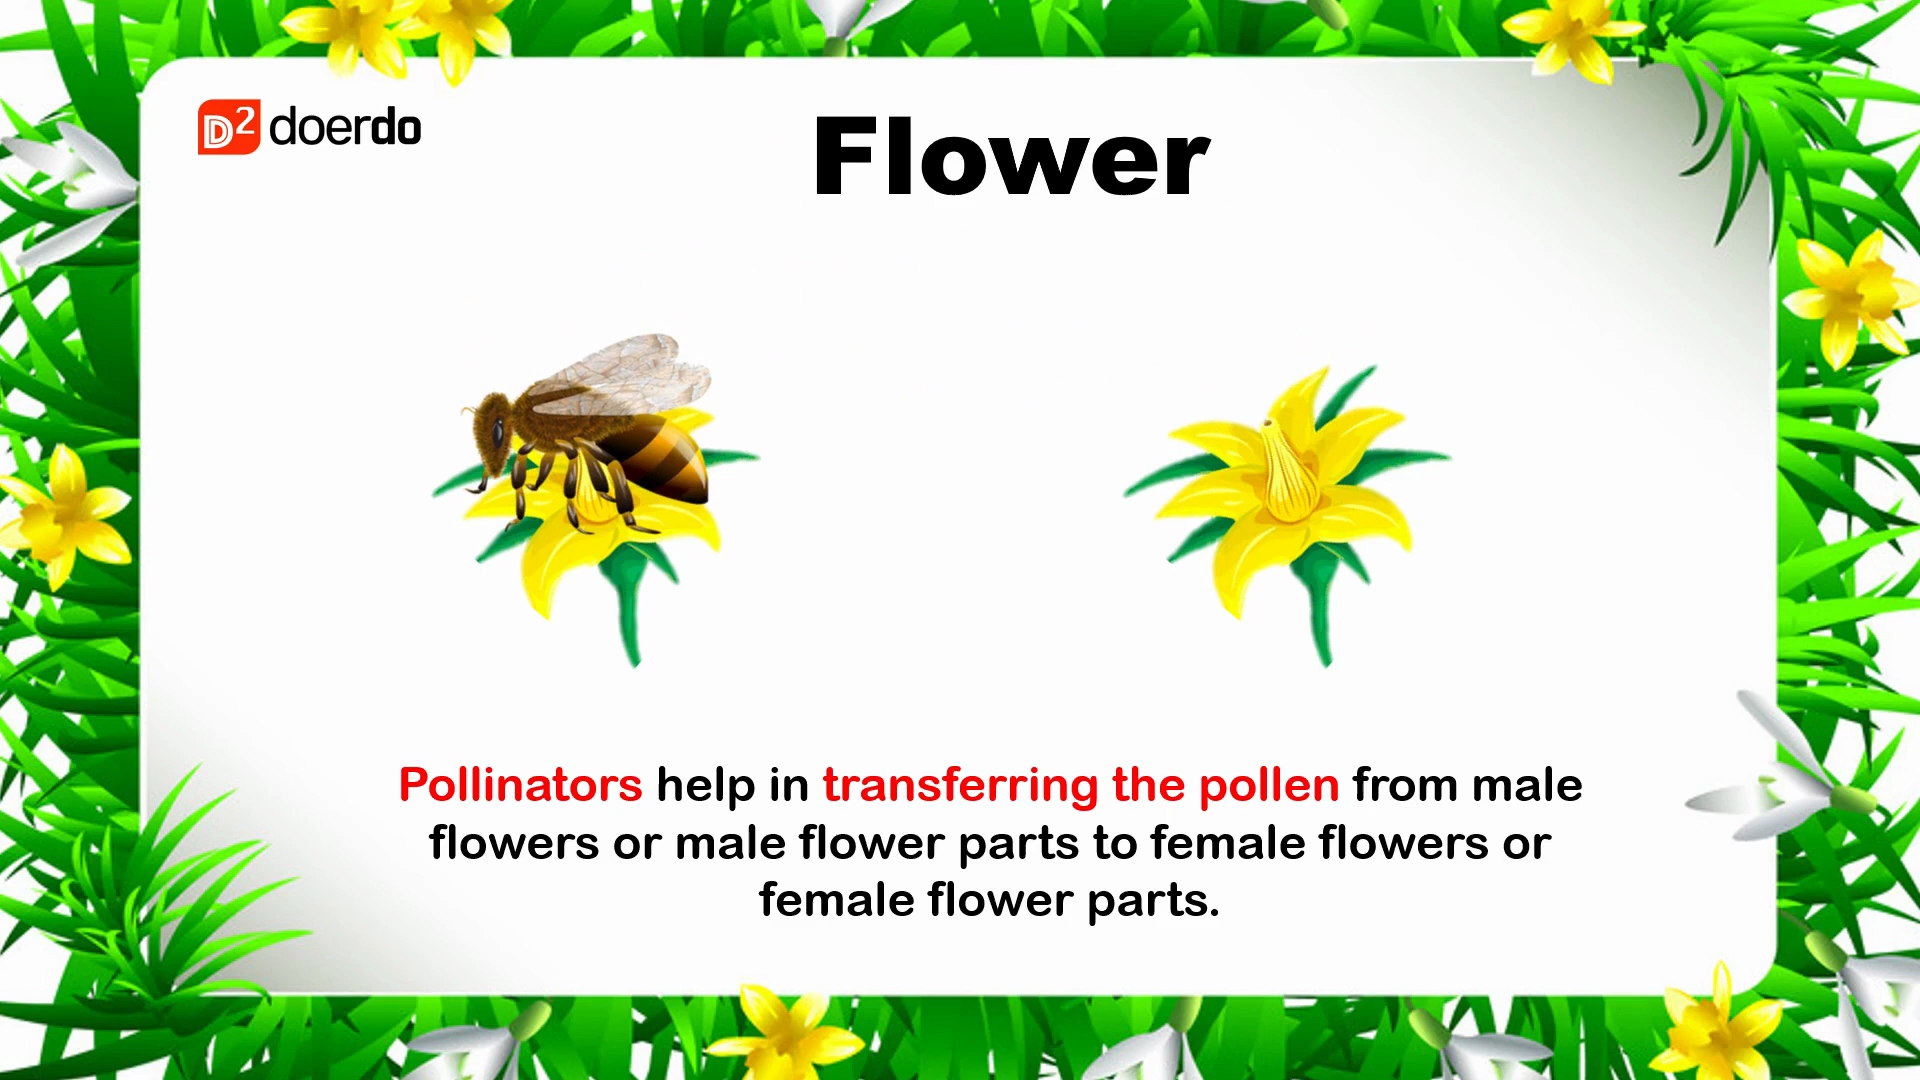 D2 doerdo
Flower
Pollinators help in transferring the pollen from male
flowers or male flower parts to female flowers or
female flower parts.